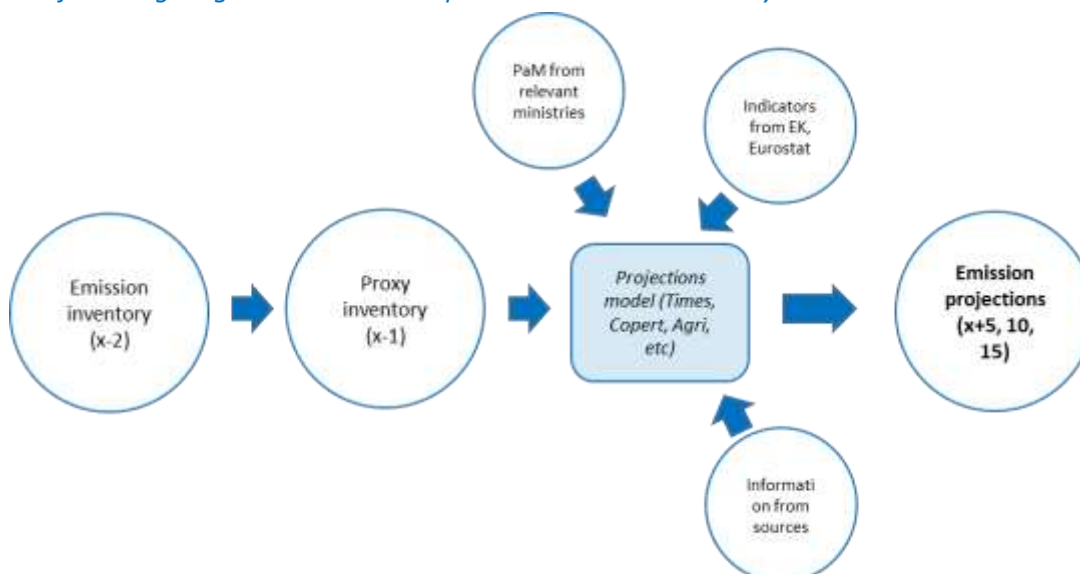 PaM from
relevant
ministries
Indicators
from EK,
Eurostat
Emission
inventory
(x-2)
Proxy
inventory
(x-1)
Projections
model (Times,
Copert, Agri,
etc)
Emission
projections
(x+5, 10,
15)
Informati
on from
sources